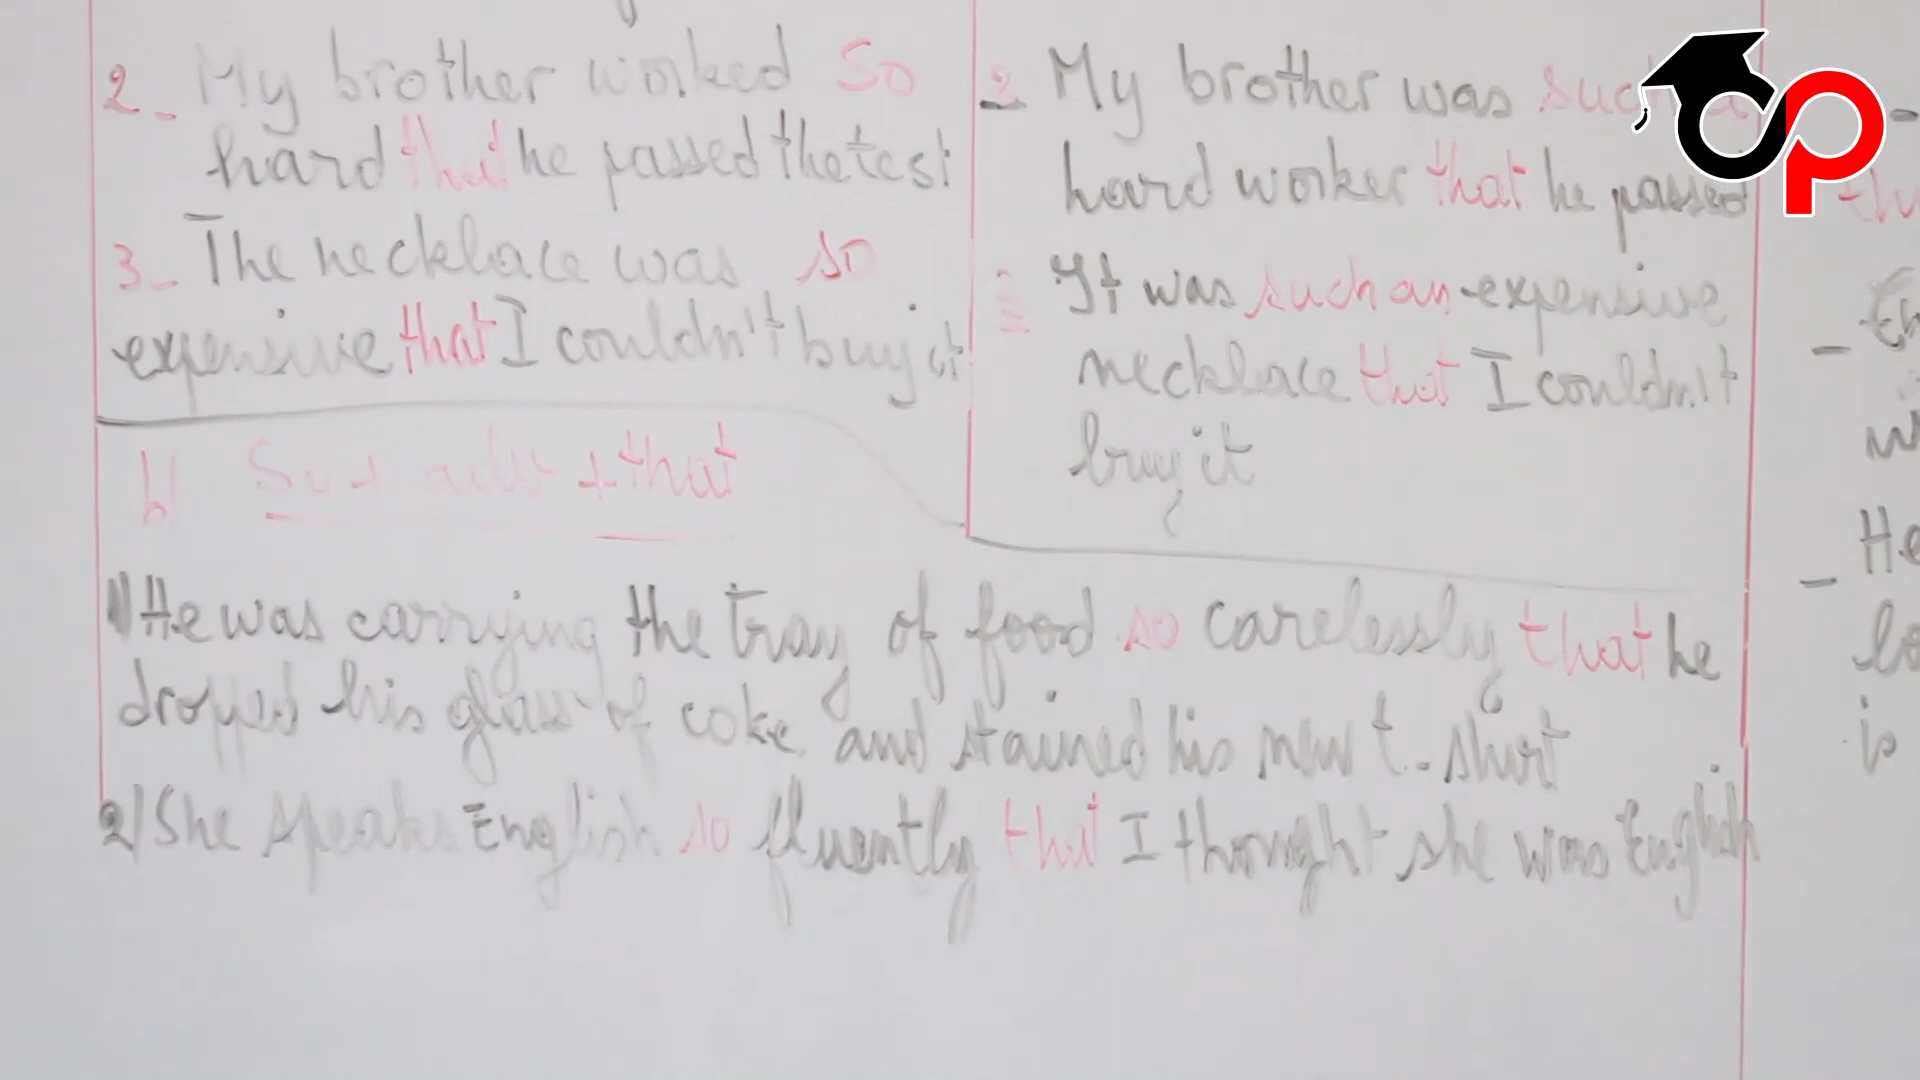 2_ My brother worked so
hard that he passed the test
3_ The necklace was so
expensive that I couldn't buy it
2_ My brother was such a
hard worker that he passed
3 It was such an expensive
necklace that I couldn't
buy it
b/ So + adv + that
1/ He was carrying the tray of food so carelessly that he
dropped his glass of coke and stained his new t-shirt
2/ She speaks English so fluently that I thought she was English
_ He
is